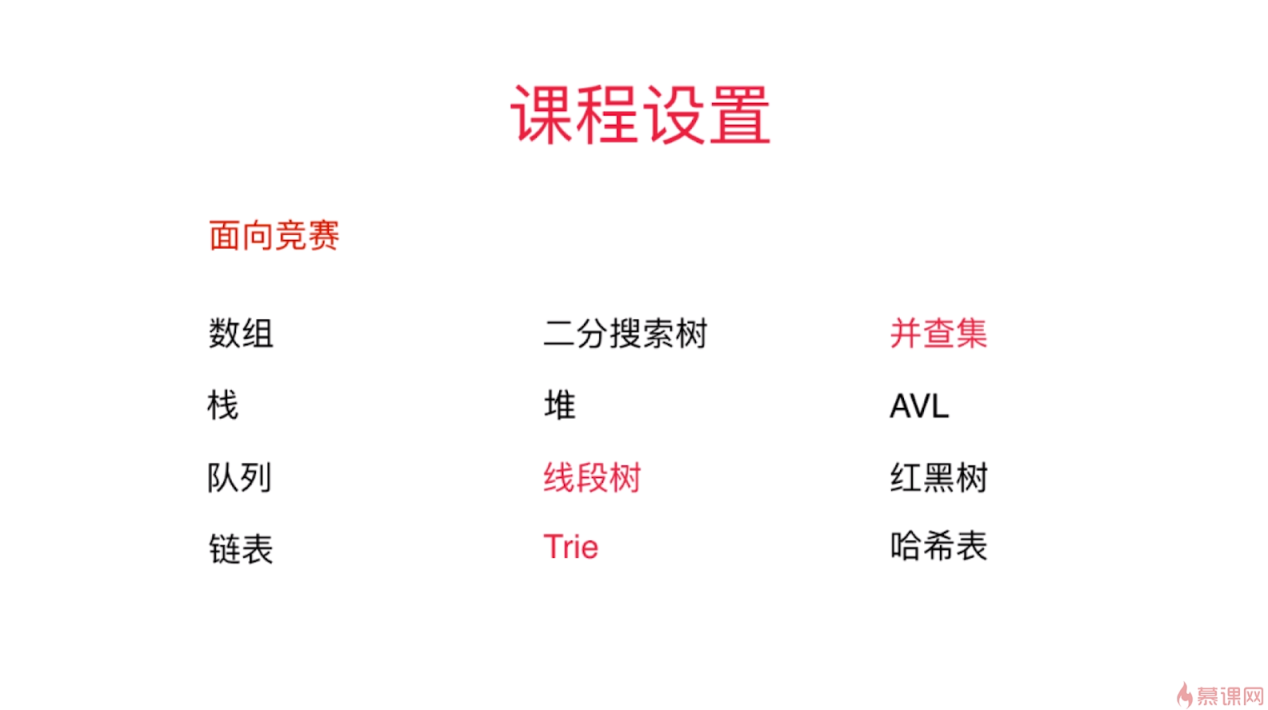 课程设置
面向竞赛
数组 二分搜索树 并查集
栈 堆 AVL
队列 线段树 红黑树
链表 Trie 哈希表
慕课网